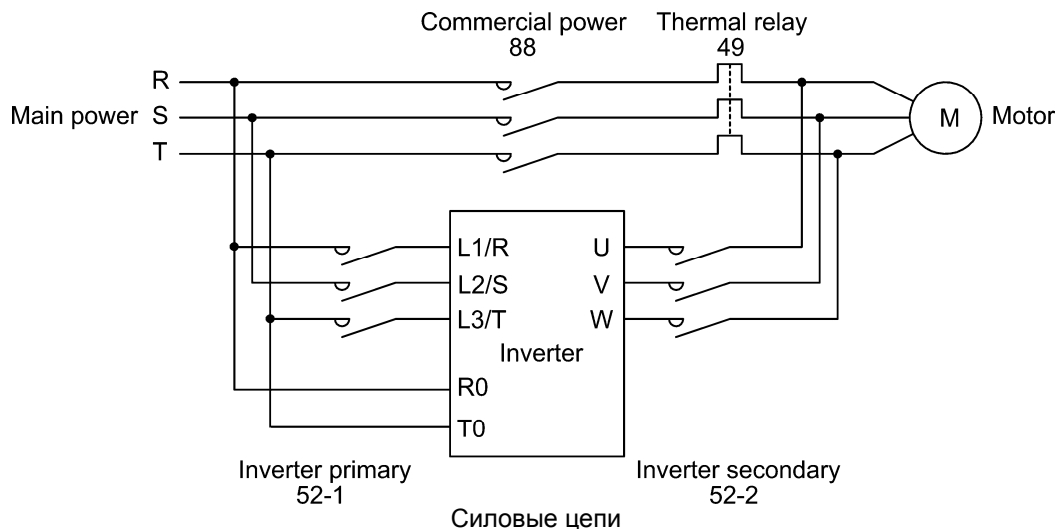 Commercial power
88
Thermal relay
49
R
Main power S
T
M
Motor
L1/R
U
L2/S
V
L3/T
W
Inverter
R0
T0
Inverter primary
52-1
Inverter secondary
52-2
Силовые цепи